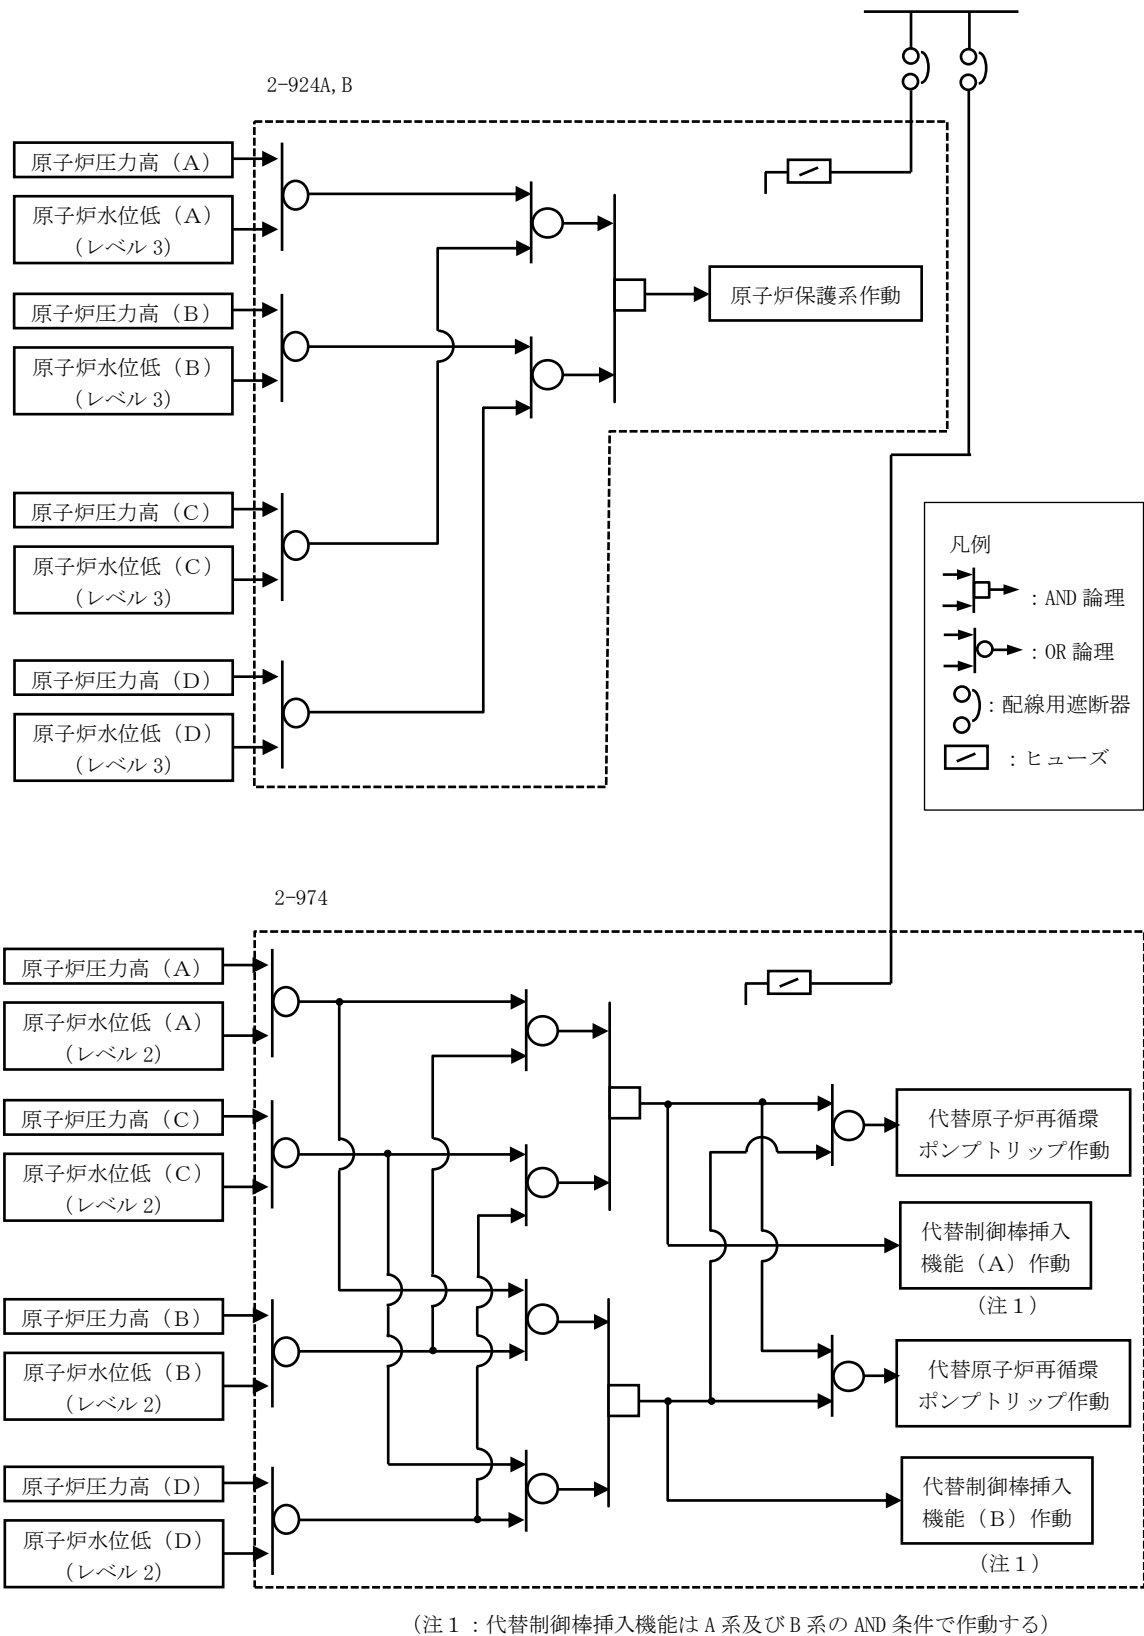 2-924A, B
原子炉圧力高（A）
原子炉水位低（A）
（レベル 3）
原子炉圧力高（B）
原子炉水位低（B）
（レベル 3）
原子炉圧力高（C）
原子炉水位低（C）
（レベル 3）
原子炉圧力高（D）
原子炉水位低（D）
（レベル 3）
原子炉保護系作動
凡例
：AND 論理
：OR 論理
：配線用遮断器
：ヒューズ
2-974
原子炉圧力高（A）
原子炉水位低（A）
（レベル 2）
原子炉圧力高（C）
原子炉水位低（C）
（レベル 2）
原子炉圧力高（B）
原子炉水位低（B）
（レベル 2）
原子炉圧力高（D）
原子炉水位低（D）
（レベル 2）
代替原子炉再循環
ポンプトリップ作動
代替制御棒挿入
機能（A）作動
（注１）
代替原子炉再循環
ポンプトリップ作動
代替制御棒挿入
機能（B）作動
（注１）
（注１：代替制御棒挿入機能は A 系及び B 系の AND 条件で作動する）